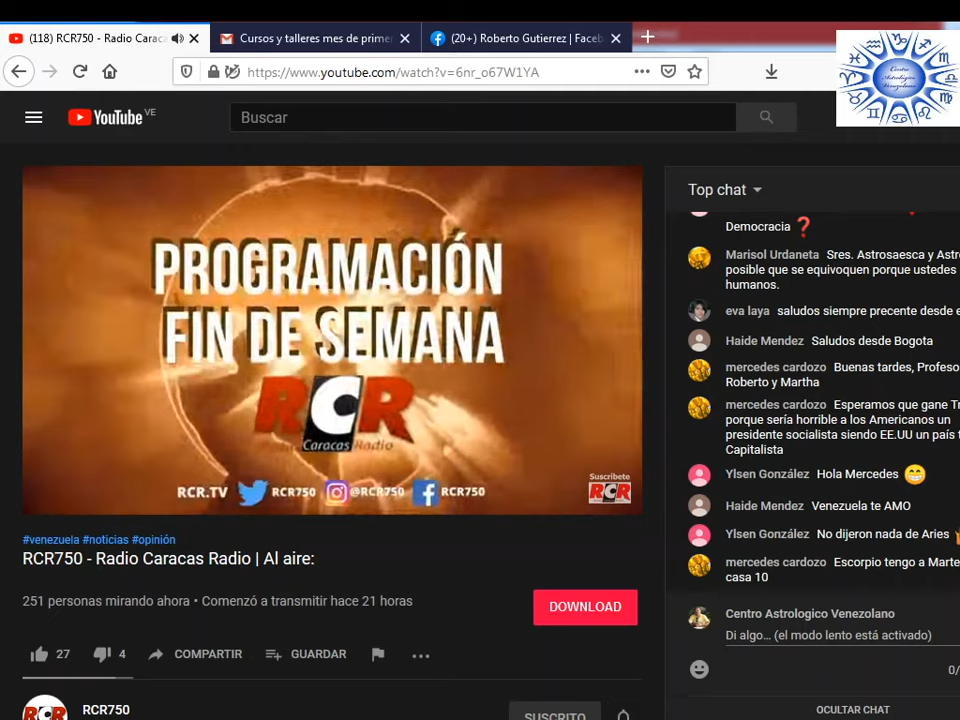 (118) RCR750 - Radio Carac
Cursos y talleres mes de prime
(20+) Roberto Gutierrez | Faceb
https://www.youtube.com/watch?v=6nr_o67W1YA
Centro
Astrológico
Venezolano
YouTube VE
Buscar
PROGRAMACIÓN
FIN DE SEMANA
RCR
Caracas Radio
RC​R.TV RCR750 @RCR750 RCR750
Suscríbete
RCR
#venezuela #noticias #opinión
RCR750 - Radio Caracas Radio | Al aire:
251 personas mirando ahora • Comenzó a transmitir hace 21 horas
DOWNLOAD
27 4 COMPARTIR GUARDAR
RCR
RCR750
SUSCRITO
Top chat
Democracia ❓
Marisol Urdaneta Sres. Astrosaesca y Astr
posible que se equivoquen porque ustedes
humanos.
eva laya saludos siempre precente desde e
Haide Mendez Saludos desde Bogota
mercedes cardozo Buenas tardes, Profeso
Roberto y Martha
mercedes cardozo Esperamos que gane Tr
porque sería horrible a los Americanos un
presidente socialista siendo EE.UU un país t
Capitalista
Ylsen González Hola Mercedes 😁
Haide Mendez Venezuela te AMO
Ylsen González No dijeron nada de Aries
mercedes cardozo Escorpio tengo a Marte
casa 10
Centro Astrologico Venezolano
Di algo... (el modo lento está activado)
0/
OCULTAR CHAT